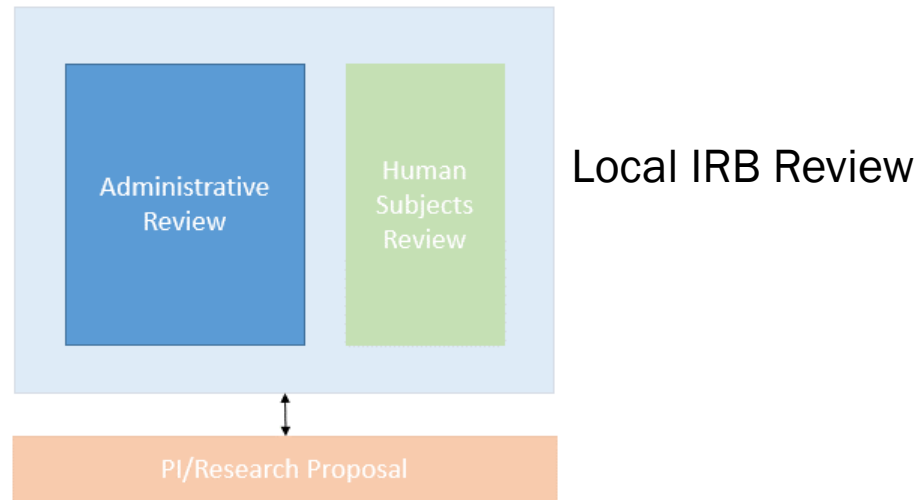 Administrative
Review
Human
Subjects
Review
Local IRB Review
PI/Research Proposal